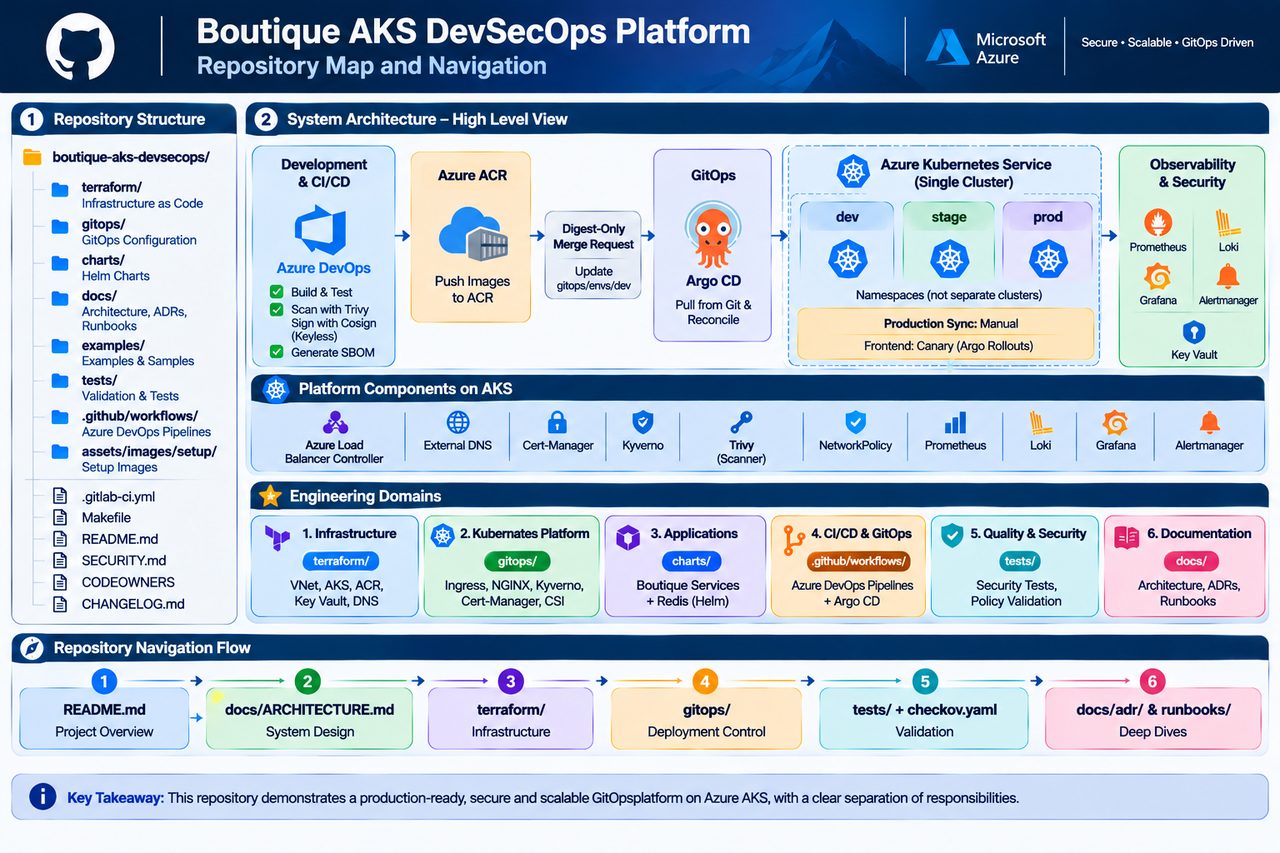 Boutique AKS DevSecOps Platform
Repository Map and Navigation
Microsoft
Azure
Secure • Scalable • GitOps Driven
1 Repository Structure
boutique-aks-devsecops/
terraform/
Infrastructure as Code
gitops/
GitOps Configuration
charts/
Helm Charts
docs/
Architecture, ADRs,
Runbooks
examples/
Examples & Samples
tests/
Validation & Tests
.github/workflows/
Azure DevOps Pipelines
assets/images/setup/
Setup Images
.gitlab-ci.yml
Makefile
README.md
SECURITY.md
CODEOWNERS
CHANGELOG.md
2 System Architecture – High Level View
Development
& CI/CD
Azure DevOps
Build & Test
Scan with Trivy
Sign with Cosign
(Keyless)
Generate SBOM
Azure ACR
Push Images
to ACR
Digest-Only
Merge Request
Update
gitops/envs/dev
GitOps
Argo CD
Pull from Git &
Reconcile
Azure Kubernetes Service
(Single Cluster)
dev
stage
prod
Namespaces (not separate clusters)
Production Sync: Manual
Frontend: Canary (Argo Rollouts)
Observability
& Security
Prometheus
Loki
Grafana
Alertmanager
Key Vault
Platform Components on AKS
Azure Load
Balancer Controller
External DNS
Cert-Manager
Kyverno
Trivy
(Scanner)
NetworkPolicy
Prometheus
Loki
Grafana
Alertmanager
Engineering Domains
1. Infrastructure
terraform/
VNet, AKS, ACR,
Key Vault, DNS
2. Kubernetes Platform
gitops/
Ingress, NGINX, Kyverno,
Cert-Manager, CSI
3. Applications
charts/
Boutique Services
+ Redis (Helm)
4. CI/CD & GitOps
.github/workflows/
Azure DevOps Pipelines
+ Argo CD
5. Quality & Security
tests/
Security Tests,
Policy Validation
6. Documentation
docs/
Architecture, ADRs,
Runbooks
Repository Navigation Flow
1
README.md
Project Overview
2
docs/ARCHITECTURE.md
System Design
3
terraform/
Infrastructure
4
gitops/
Deployment Control
5
tests/ + checkov.yaml
Validation
6
docs/adr/ & runbooks/
Deep Dives
i Key Takeaway: This repository demonstrates a production-ready, secure and scalable GitOpsplatform on Azure AKS, with a clear separation of responsibilities.